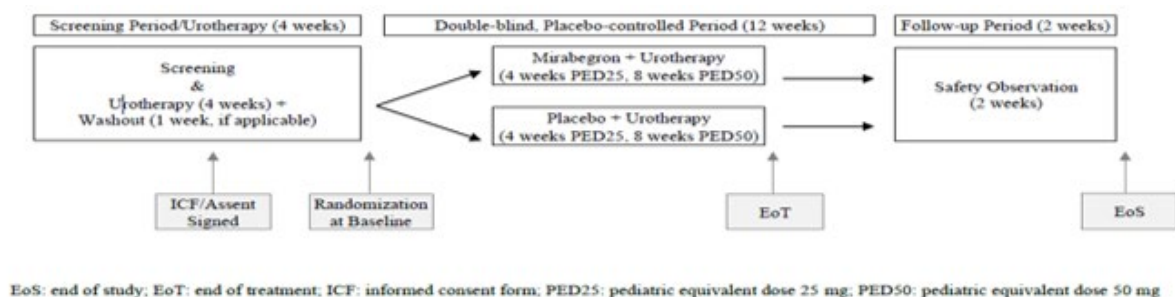 Screening Period/Urotherapy (4 weeks)
Double-blind, Placebo-controlled Period (12 weeks)
Follow-up Period (2 weeks)
Screening
&
Urotherapy (4 weeks) +
Washout (1 week, if applicable)
Mirabegron + Urotherapy
(4 weeks PED25, 8 weeks PED50)
Placebo + Urotherapy
(4 weeks PED25, 8 weeks PED50)
Safety Observation
(2 weeks)
ICF/Assent
Signed
Randomization
at Baseline
EoT
EoS
EoS: end of study; EoT: end of treatment; ICF: informed consent form; PED25: pediatric equivalent dose 25 mg; PED50: pediatric equivalent dose 50 mg